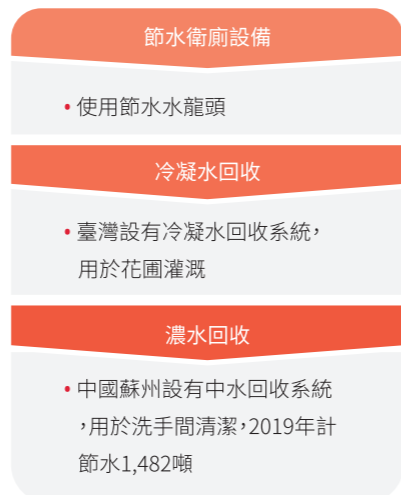 節水衛廁設備
• 使用節水水龍頭
冷凝水回收
• 臺灣設有冷凝水回收系統，
用於花圃灌溉
濃水回收
• 中國蘇州設有中水回收系統
，用於洗手間清潔，2019年計
節水1,482噸